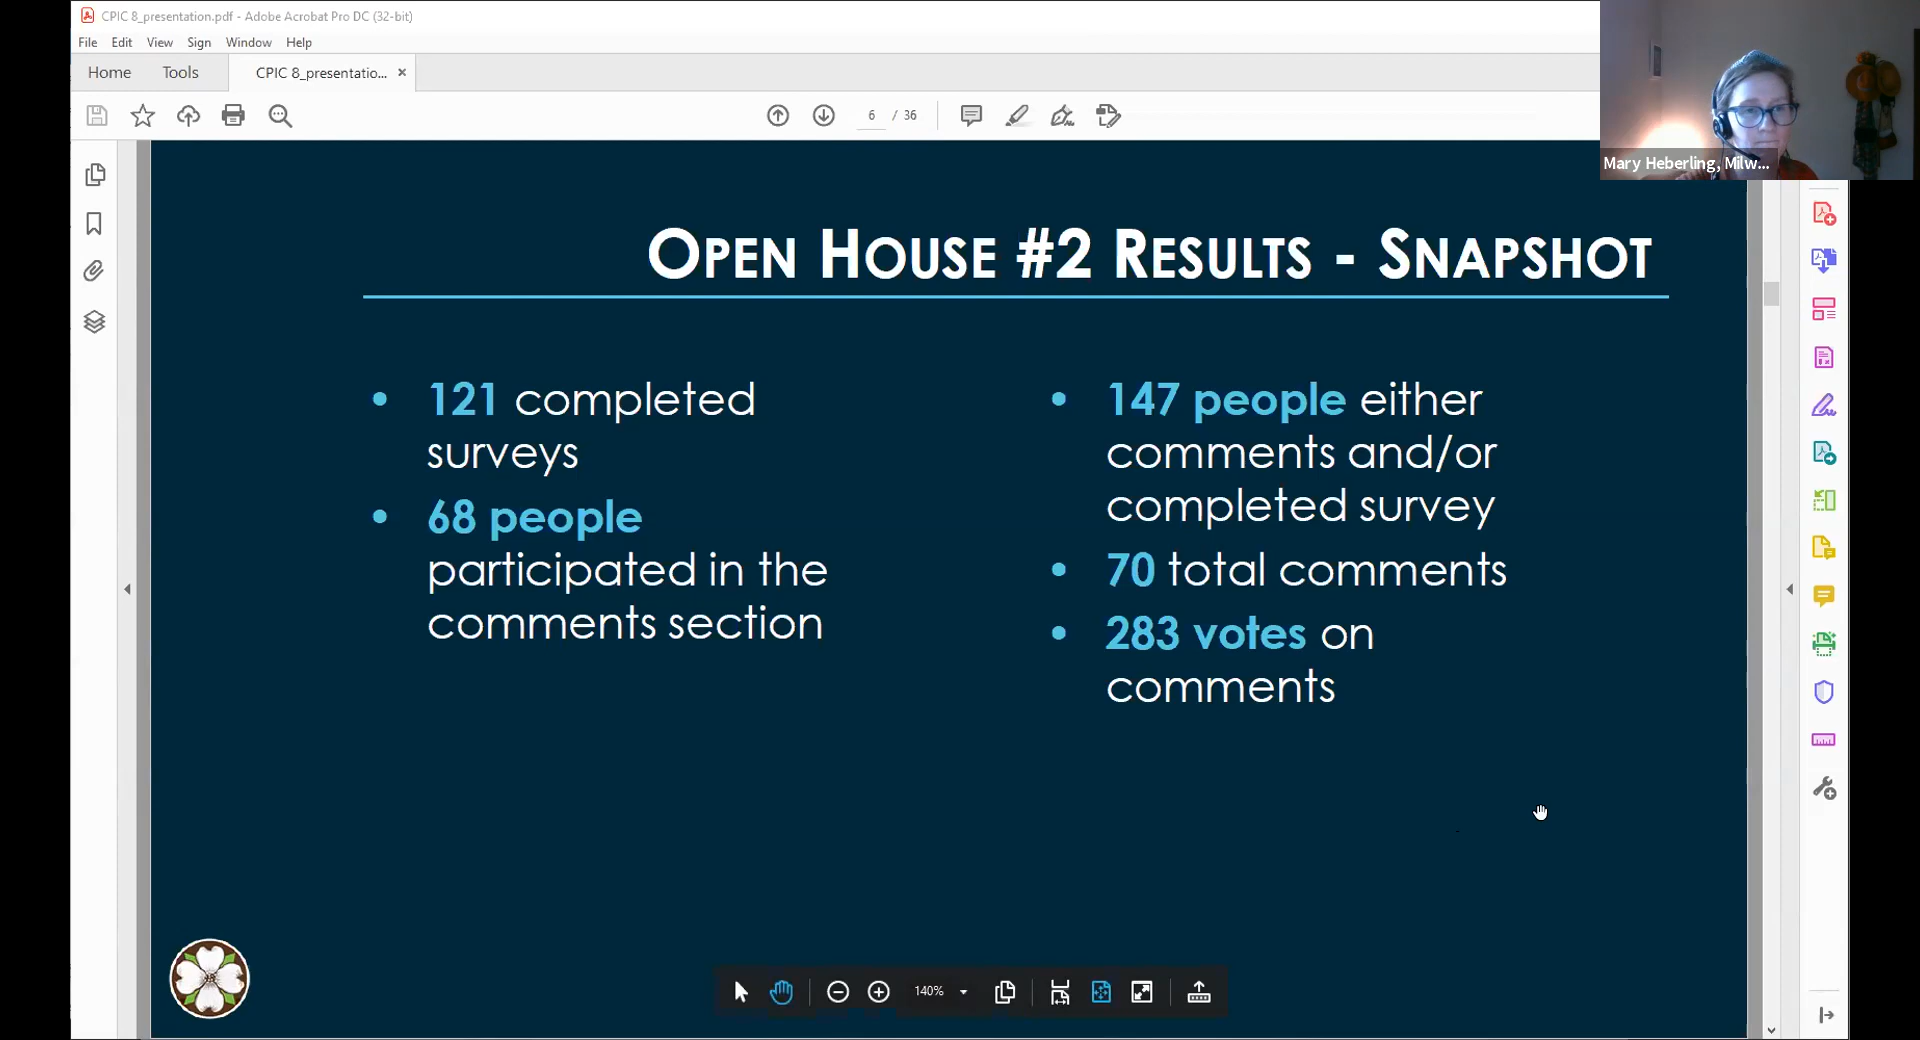 CPIC 8_presentation.pdf - Adobe Acrobat Pro DC (32-bit)
File Edit View Sign Window Help
Home Tools CPIC 8_presentatio... ×
6 / 36
Mary Heberling, Milw...
OPEN HOUSE #2 RESULTS - SNAPSHOT
• 121 completed
surveys
• 68 people
participated in the
comments section
• 147 people either
comments and/or
completed survey
• 70 total comments
• 283 votes on
comments
140%